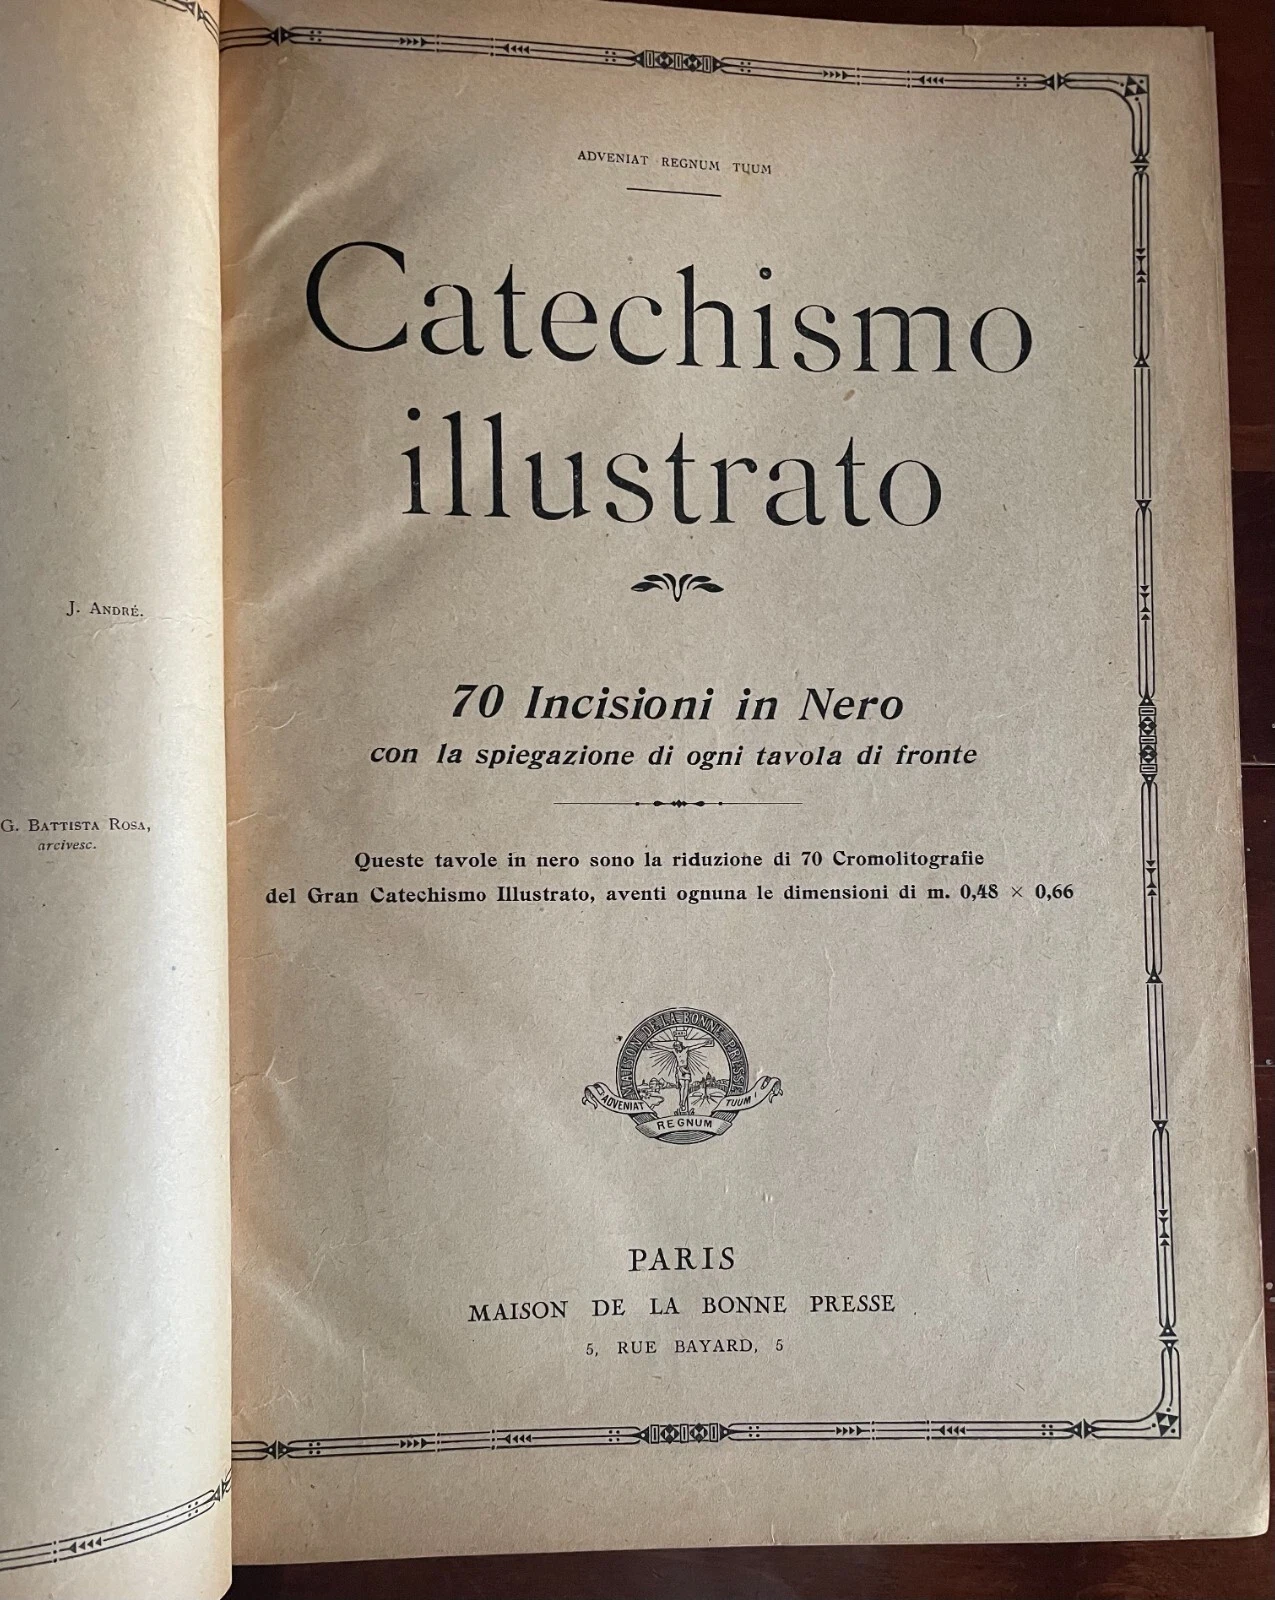 J. André.
G. Battista Rosa,
arcivesc.
ADVENIAT REGNUM TUUM
Catechismo
illustrato
70 Incisioni in Nero
con la spiegazione di ogni tavola di fronte
Queste tavole in nero sono la riduzione di 70 Cromolitografie
del Gran Catechismo Illustrato, aventi ognuna le dimensioni di m. 0,48 × 0,66
MAISON DE LA BONNE PRESSE
ADVENIAT REGNUM TUUM
PARIS
MAISON DE LA BONNE PRESSE
5, RUE BAYARD, 5